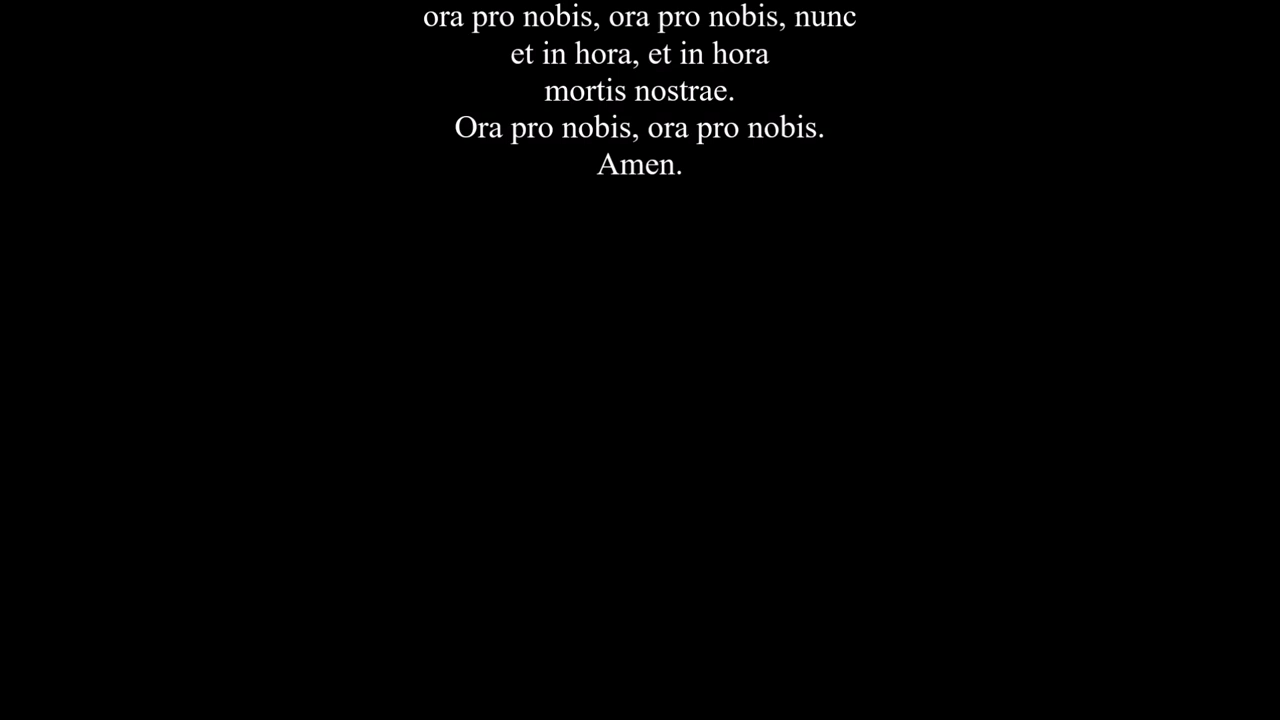 ora pro nobis, ora pro nobis, nunc
et in hora, et in hora
mortis nostrae.
Ora pro nobis, ora pro nobis.
Amen.